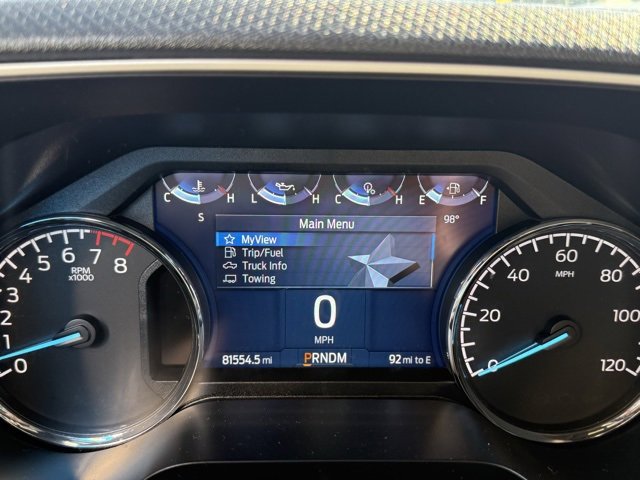 C H L H C H E F
S 98°
Main Menu
MyView
Trip/Fuel
Truck Info
Towing
0
MPH
81554.5 mi PRNDM 92 mi to E
0 1 2 3 4 5 6 7 8
RPM
x1000
0 20 40 60 80 100 120
MPH